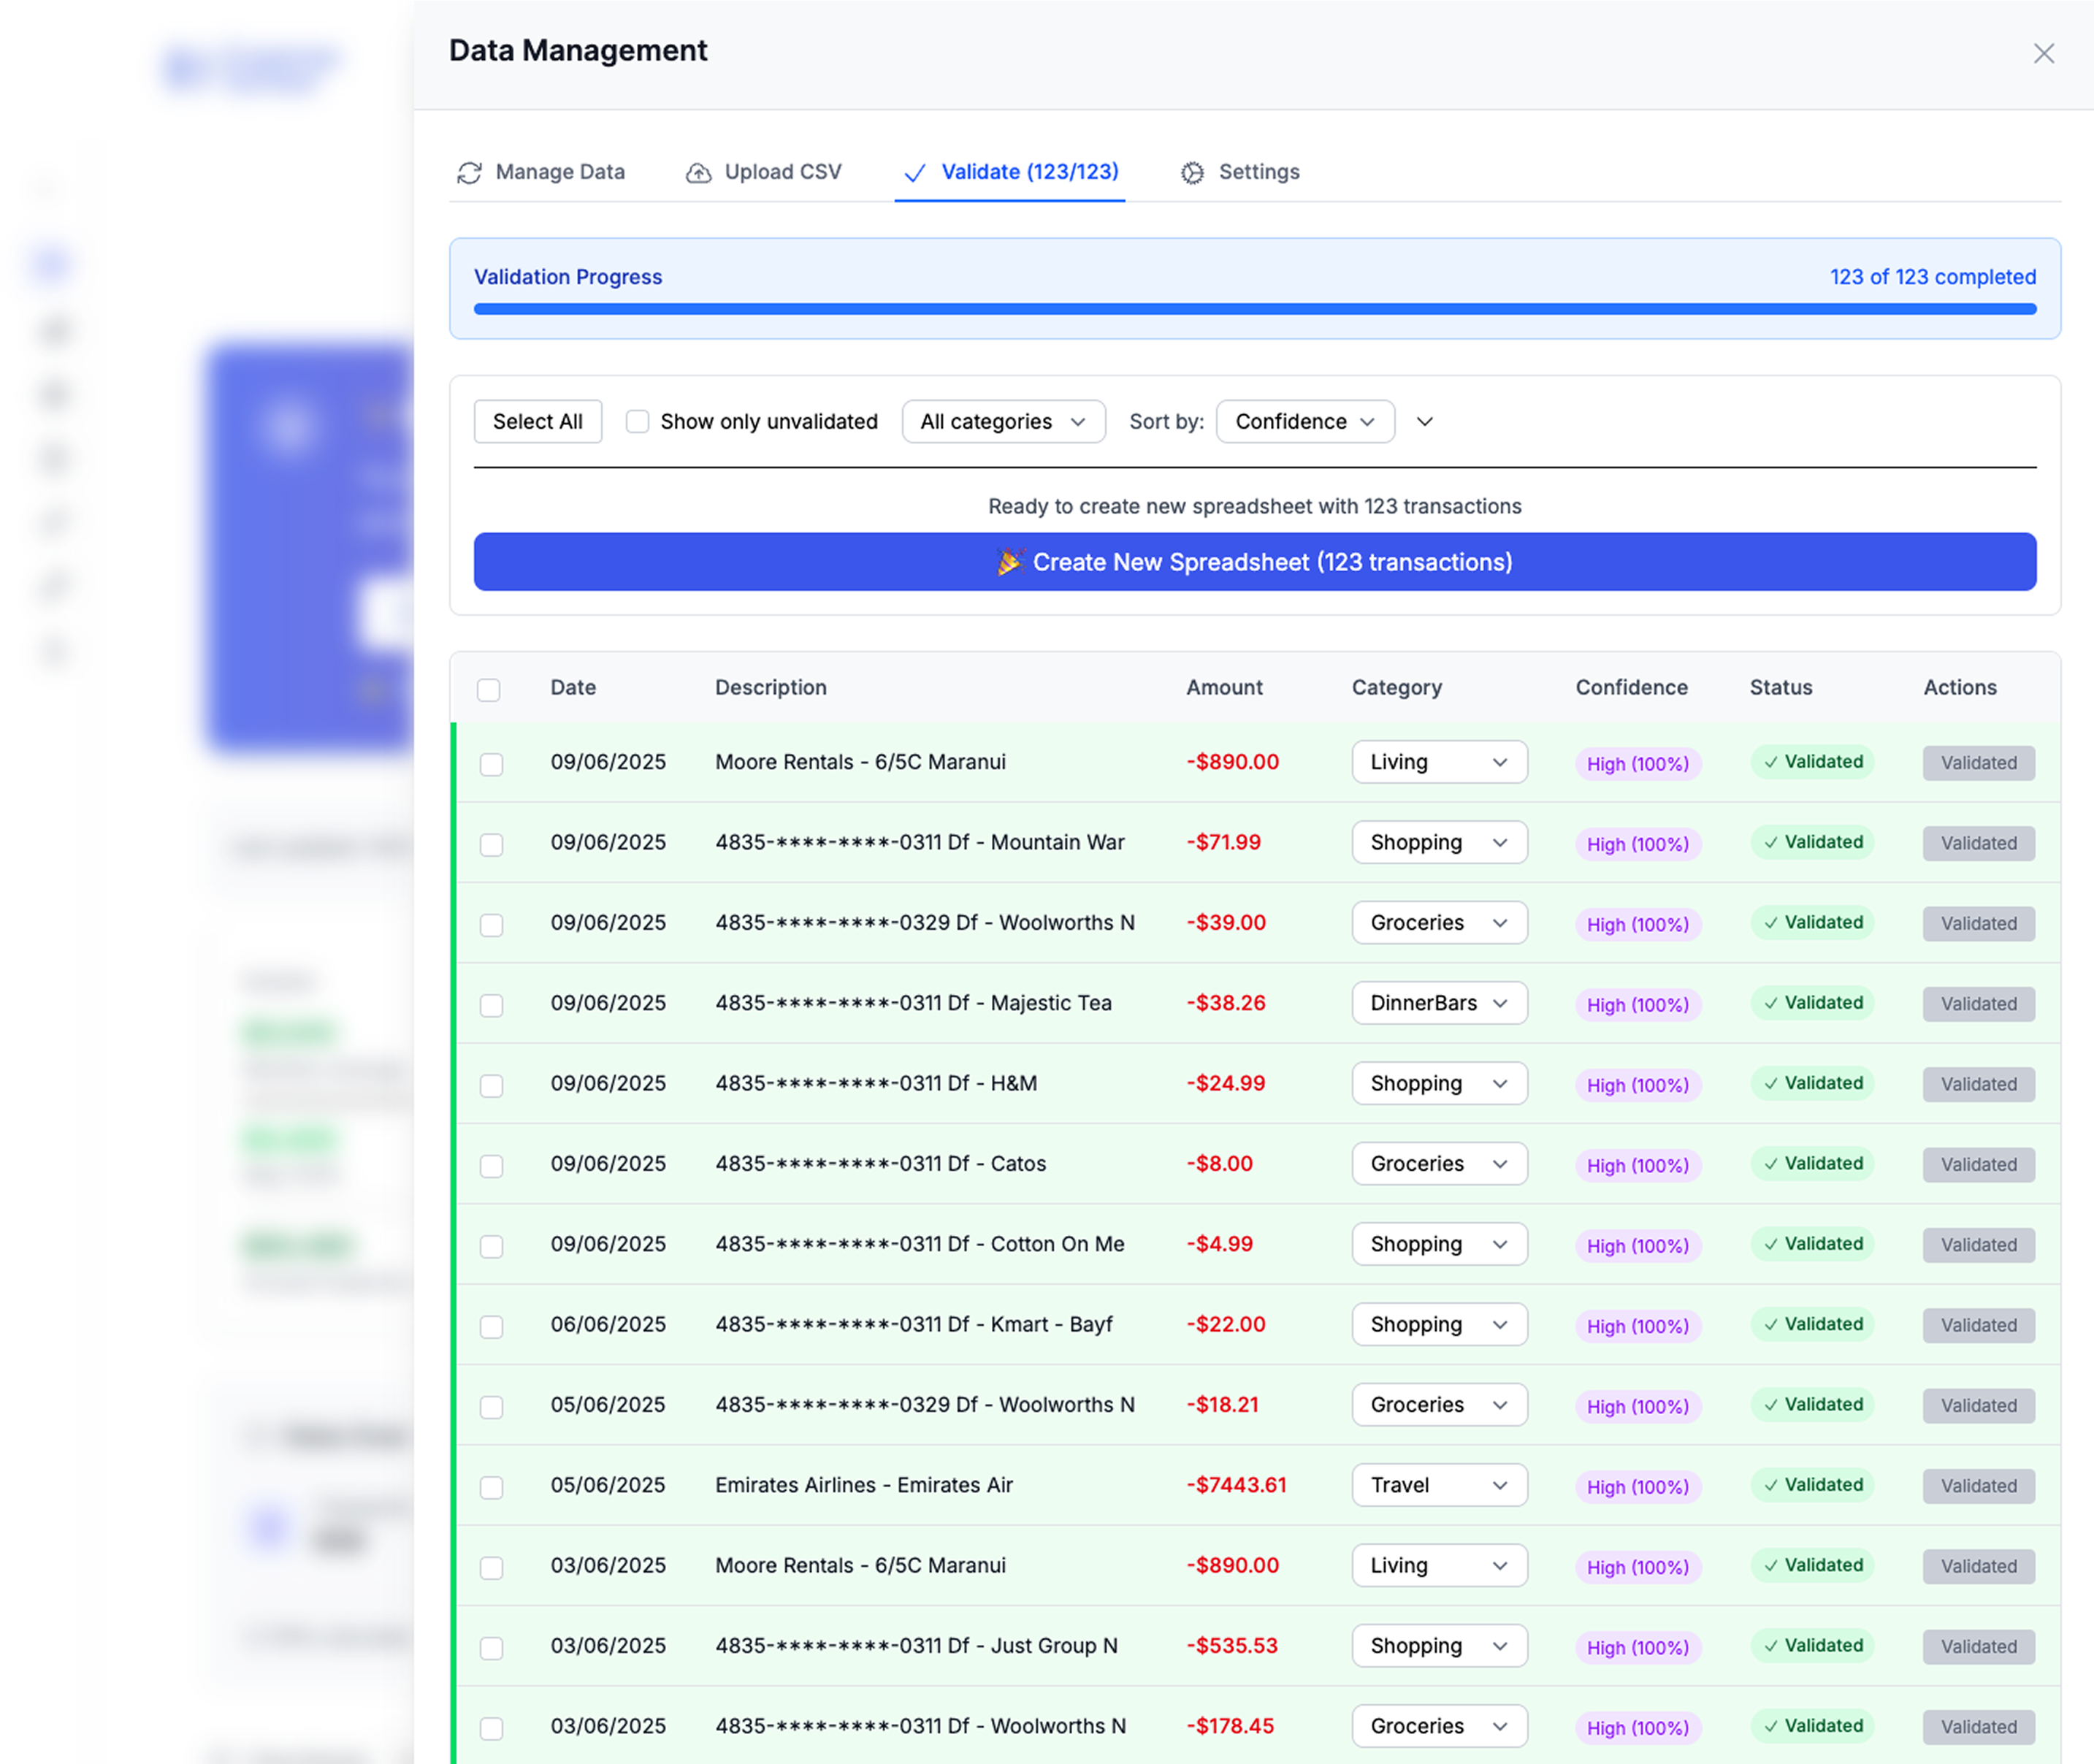 Data Management
Manage Data Upload CSV Validate (123/123) Settings
Validation Progress 123 of 123 completed
Select All Show only unvalidated All categories Sort by: Confidence
Ready to create new spreadsheet with 123 transactions
🎉 Create New Spreadsheet (123 transactions)
Date Description Amount Category Confidence Status Actions
09/06/2025 Moore Rentals - 6/5C Maranui -$890.00 Living High (100%) ✓ Validated Validated
09/06/2025 4835-****-****-0311 Df - Mountain War -$71.99 Shopping High (100%) ✓ Validated Validated
09/06/2025 4835-****-****-0329 Df - Woolworths N -$39.00 Groceries High (100%) ✓ Validated Validated
09/06/2025 4835-****-****-0311 Df - Majestic Tea -$38.26 DinnerBars High (100%) ✓ Validated Validated
09/06/2025 4835-****-****-0311 Df - H&M -$24.99 Shopping High (100%) ✓ Validated Validated
09/06/2025 4835-****-****-0311 Df - Catos -$8.00 Groceries High (100%) ✓ Validated Validated
09/06/2025 4835-****-****-0311 Df - Cotton On Me -$4.99 Shopping High (100%) ✓ Validated Validated
06/06/2025 4835-****-****-0311 Df - Kmart - Bayf -$22.00 Shopping High (100%) ✓ Validated Validated
05/06/2025 4835-****-****-0329 Df - Woolworths N -$18.21 Groceries High (100%) ✓ Validated Validated
05/06/2025 Emirates Airlines - Emirates Air -$7443.61 Travel High (100%) ✓ Validated Validated
03/06/2025 Moore Rentals - 6/5C Maranui -$890.00 Living High (100%) ✓ Validated Validated
03/06/2025 4835-****-****-0311 Df - Just Group N -$535.53 Shopping High (100%) ✓ Validated Validated
03/06/2025 4835-****-****-0311 Df - Woolworths N -$178.45 Groceries High (100%) ✓ Validated Validated